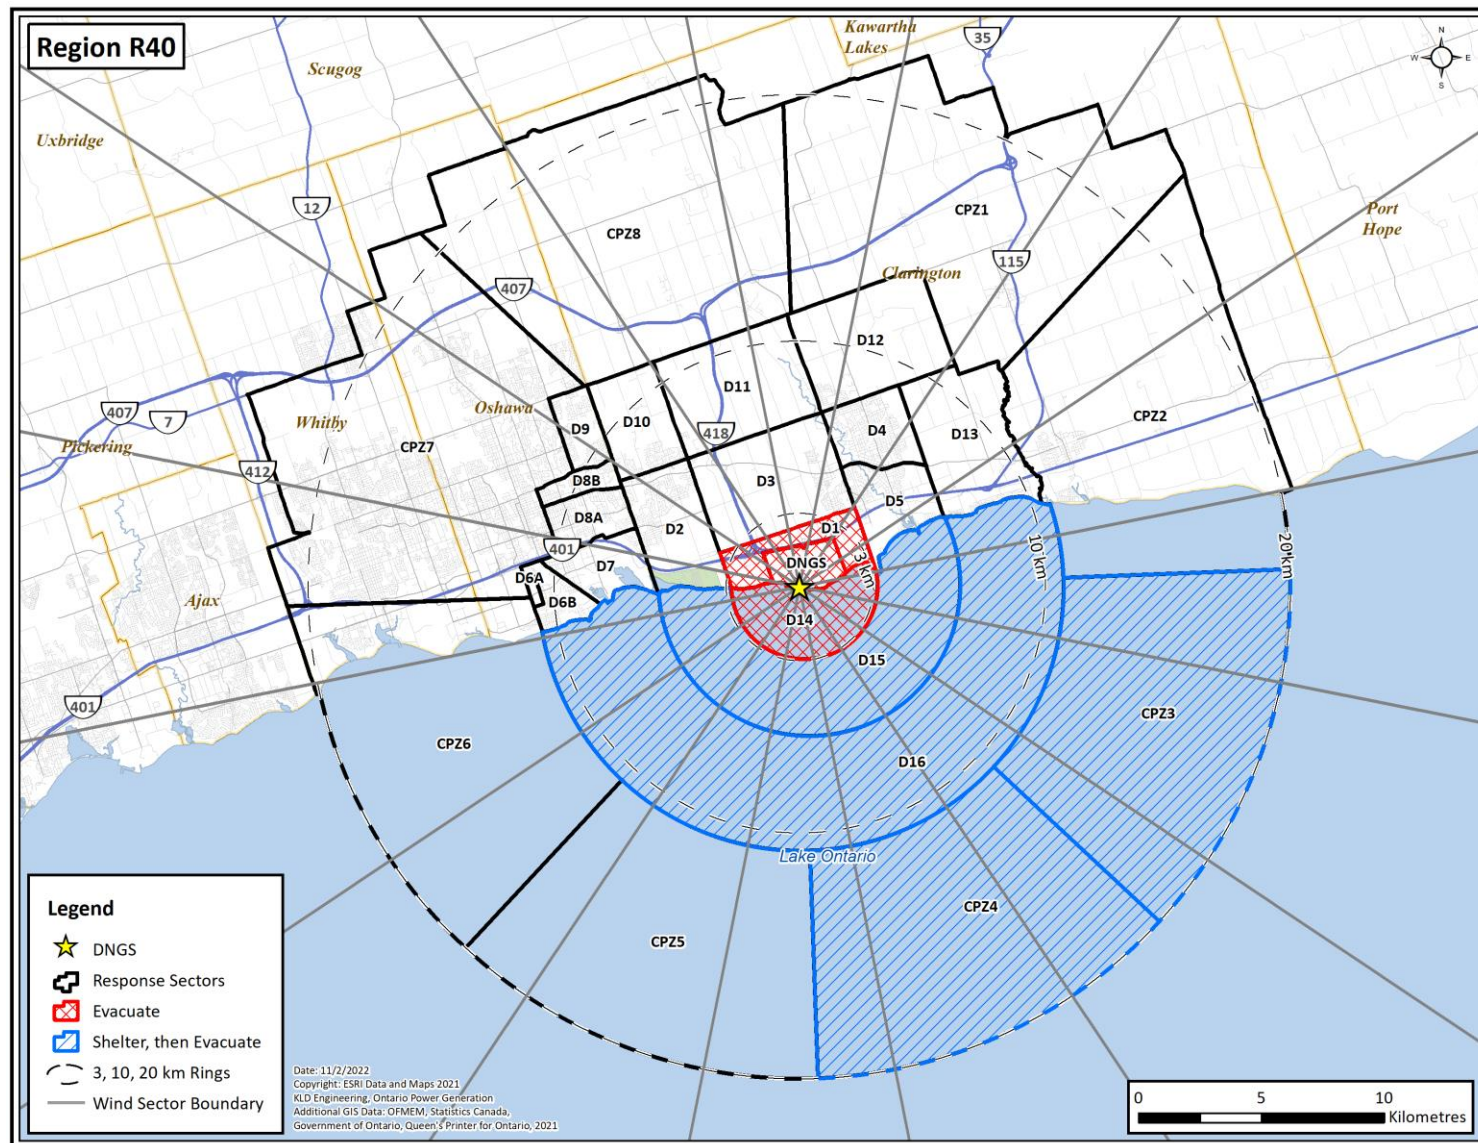 Region R40
Kawartha
Lakes
35
N
W
E
S
Scugog
Uxbridge
12
CPZ8
CPZ1
Port
Hope
115
Clarington
407
D12
D11
407
7
Whitby
Oshawa
D9
D10
418
D4
CPZ2
Pickering
CPZ7
D13
412
D8B
D3
D5
D8A
D2
D1
401
DNGS
3 km
10 km
20 km
D7
D6A
D6B
Ajax
D14
D15
401
CPZ3
CPZ6
D16
Lake Ontario
CPZ4
CPZ5
Legend
DNGS
Response Sectors
Evacuate
Shelter, then Evacuate
3, 10, 20 km Rings
Wind Sector Boundary
Date: 11/2/2022
Copyright: ESRI Data and Maps 2021
KLD Engineering, Ontario Power Generation
Additional GIS Data: OFMEM, Statistics Canada,
Government of Ontario, Queen's Printer for Ontario, 2021
0 5 10
Kilometres